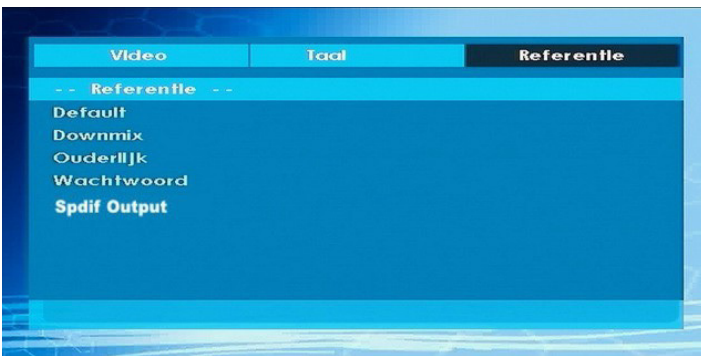 Video Taal Referentie
-- Referentie --
Default
Downmix
Ouderlijk
Wachtwoord
Spdif Output